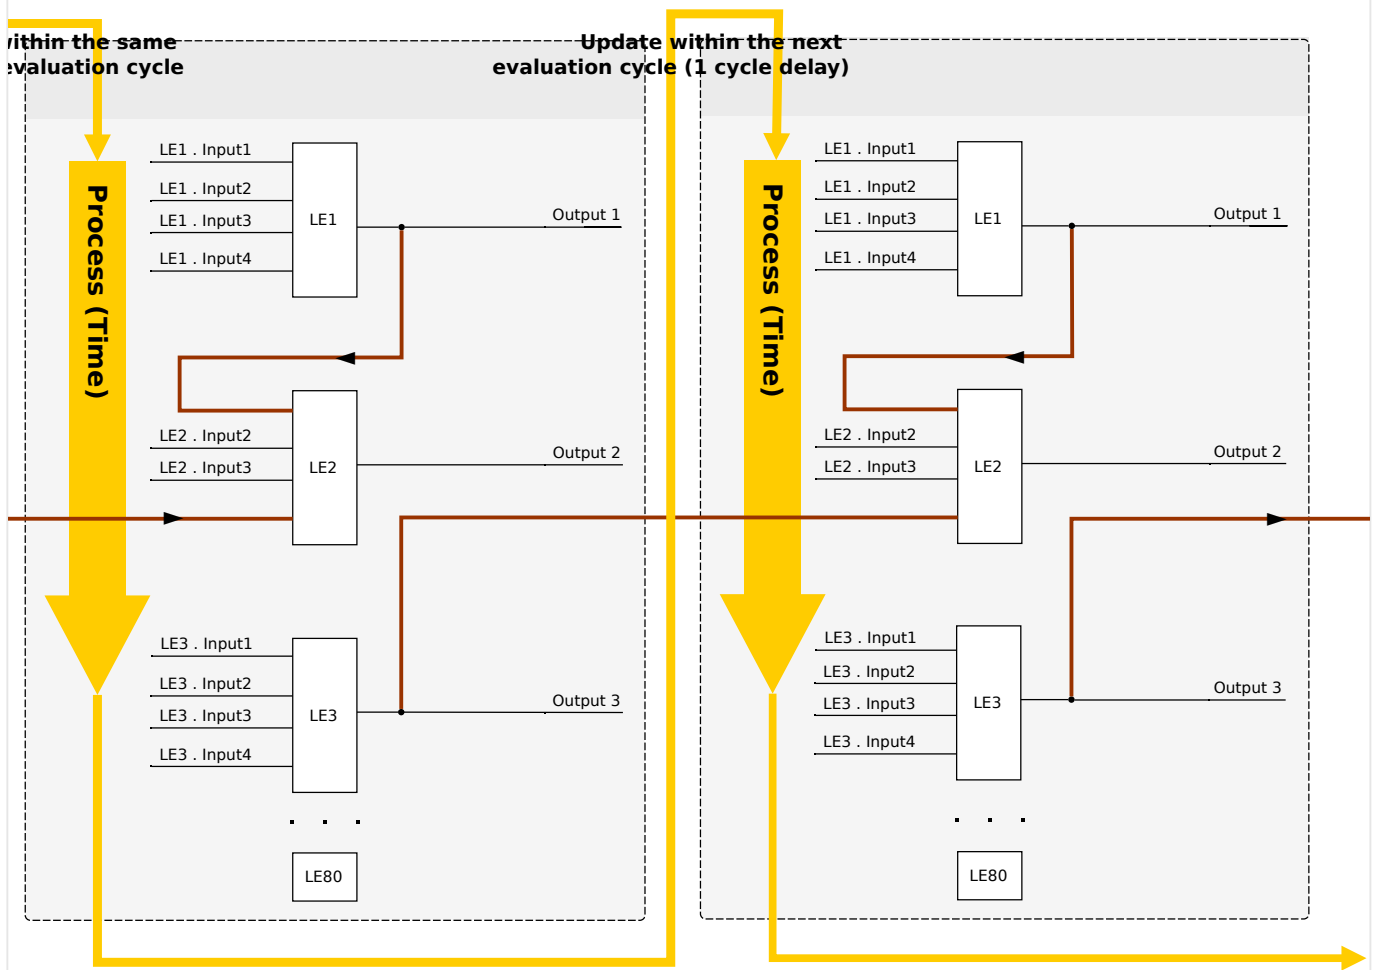 within the same
evaluation cycle
Update within the next
evaluation cycle (1 cycle delay)
Process (Time)
LE1 . Input1
LE1 . Input2
LE1 . Input3
LE1 . Input4
LE1
Output 1
LE2 . Input2
LE2 . Input3
LE2
Output 2
LE3 . Input1
LE3 . Input2
LE3 . Input3
LE3 . Input4
LE3
Output 3
. . .
LE80
Process (Time)
LE1 . Input1
LE1 . Input2
LE1 . Input3
LE1 . Input4
LE1
Output 1
LE2 . Input2
LE2 . Input3
LE2
Output 2
LE3 . Input1
LE3 . Input2
LE3 . Input3
LE3 . Input4
LE3
Output 3
. . .
LE80